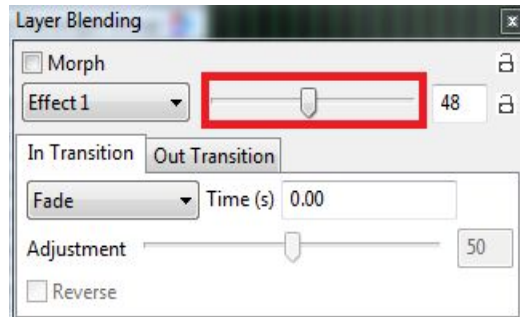 Layer Blending
Morph
Effect 1 48
In Transition Out Transition
Fade Time (s) 0.00
Adjustment 50
Reverse